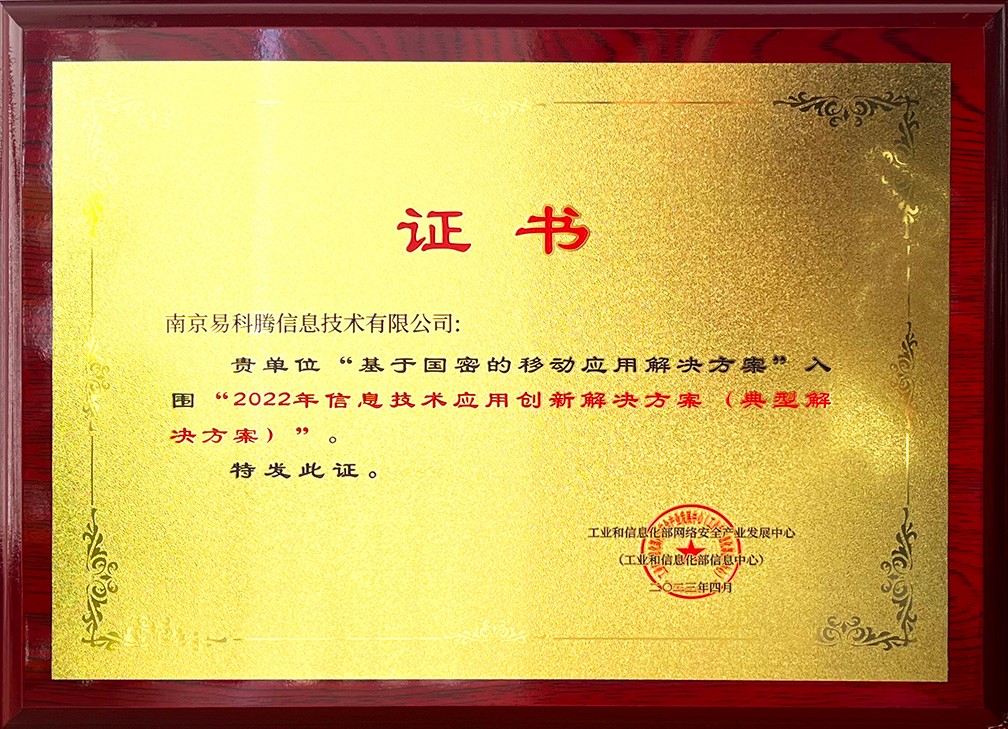 证书
南京易科腾信息技术有限公司:
贵单位“基于国密的移动应用解决方案”入
围“2022年信息技术应用创新解决方案（典型解
决方案）”。
特发此证。
工业和信息化部网络安全产业发展中心
（工业和信息化部信息中心）
二〇二三年四月